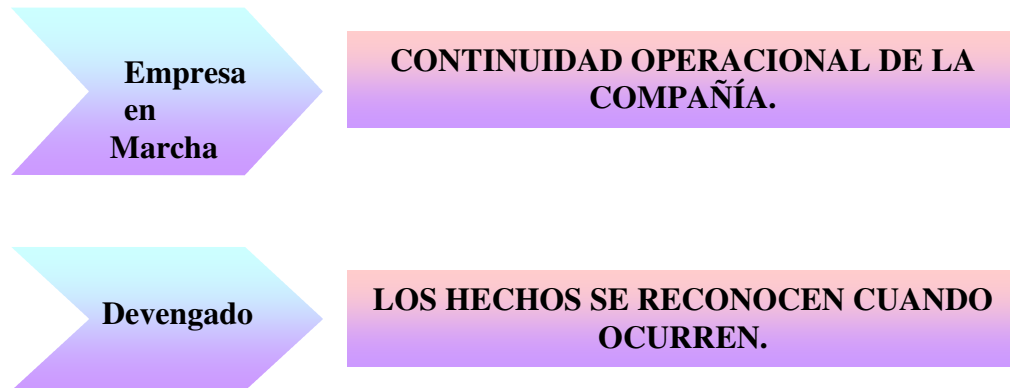 Empresa
en
Marcha
CONTINUIDAD OPERACIONAL DE LA
COMPAÑÍA.
Devengado
LOS HECHOS SE RECONOCEN CUANDO
OCURREN.